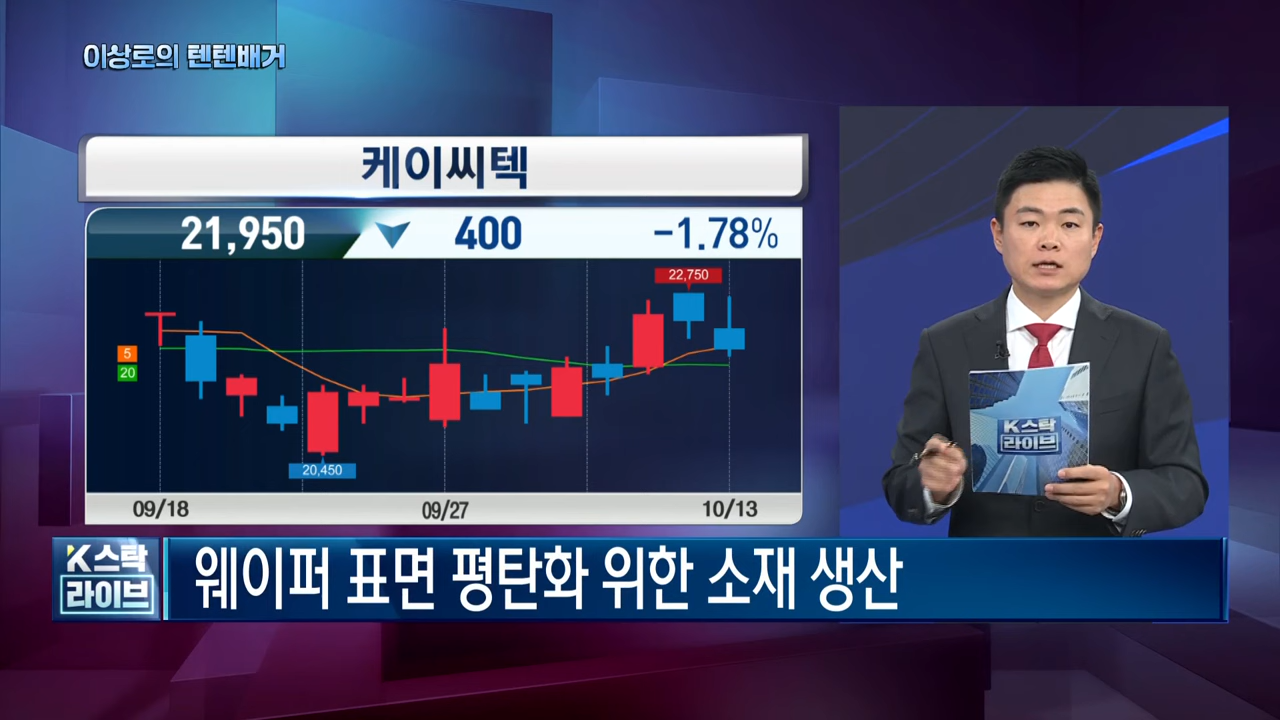 이상로의 텐텐배거
케이씨텍
21,950 400 -1.78%
22,750
5
20
20,450
09/18 09/27 10/13
K스탁
라이브
웨이퍼 표면 평탄화 위한 소재 생산
K스탁
라이브